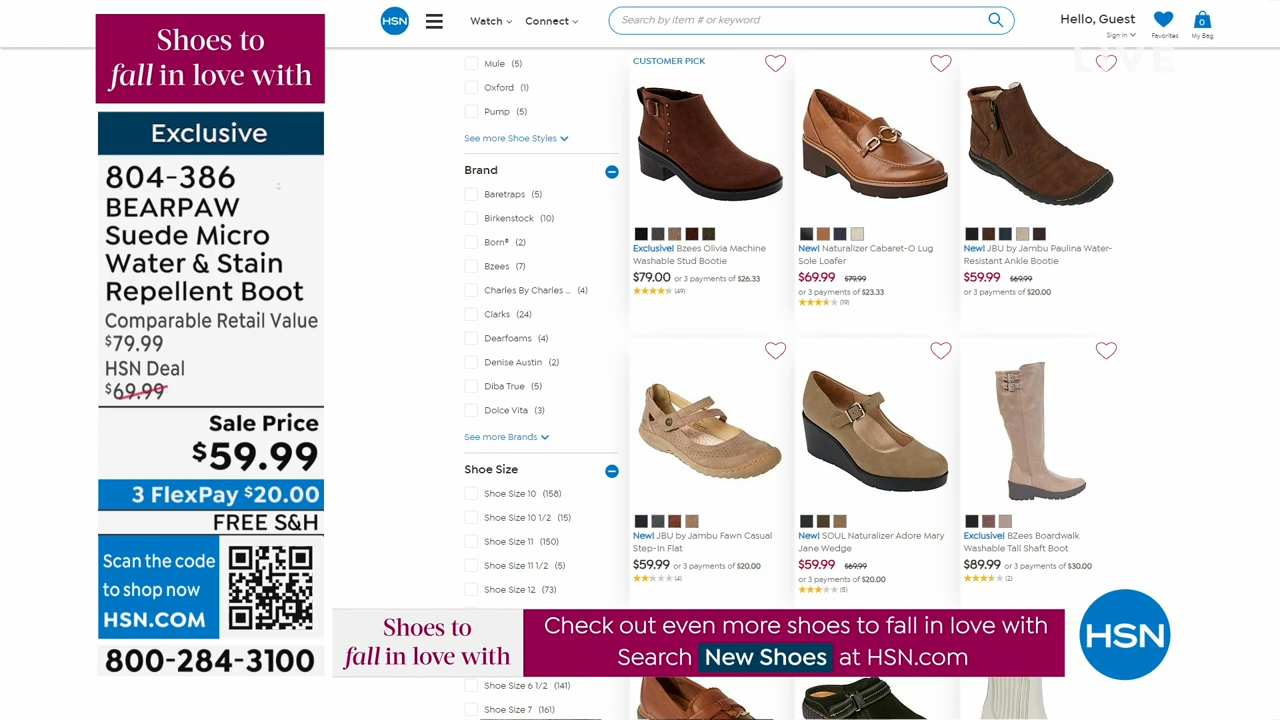 Shoes to
fall in love with
Exclusive
804-386
BEARPAW
Suede Micro
Water & Stain
Repellent Boot
Comparable Retail Value
$79.99
HSN Deal
$69.99
Sale Price
$59.99
3 FlexPay $20.00
FREE S&H
Scan the code
to shop now
HSN.COM
800-284-3100
HSN
Watch
Connect
Search by item # or keyword
Hello, Guest
Sign In
Favorites
0
My Bag
LIVE
Mule (5)
Oxford (1)
Pump (5)
See more Shoe Styles
Brand
Baretraps (5)
Birkenstock (10)
Born® (2)
Bzees (7)
Charles By Charles ... (4)
Clarks (24)
Dearfoams (4)
Denise Austin (2)
Diba True (5)
Dolce Vita (3)
See more Brands
Shoe Size
Shoe Size 10 (158)
Shoe Size 10 1/2 (15)
Shoe Size 11 (150)
Shoe Size 11 1/2 (5)
Shoe Size 12 (73)
Shoe Size 6 1/2 (141)
Shoe Size 7 (161)
CUSTOMER PICK
Exclusive! Bzees Olivia Machine
Washable Stud Bootie
$79.00 or 3 payments of $26.33
(49)
New! Naturalizer Cabaret-O Lug
Sole Loafer
$69.99 $79.99
or 3 payments of $23.33
(19)
New! JBU by Jambu Paulina Water-
Resistant Ankle Bootie
$59.99 $69.99
or 3 payments of $20.00
New! JBU by Jambu Fawn Casual
Step-In Flat
$59.99 or 3 payments of $20.00
(4)
New! SOUL Naturalizer Adore Mary
Jane Wedge
$59.99 $69.99
or 3 payments of $20.00
(5)
Exclusive! BZees Boardwalk
Washable Tall Shaft Boot
$89.99 or 3 payments of $30.00
(2)
Shoes to
fall in love with
Check out even more shoes to fall in love with
Search New Shoes at HSN.com
HSN